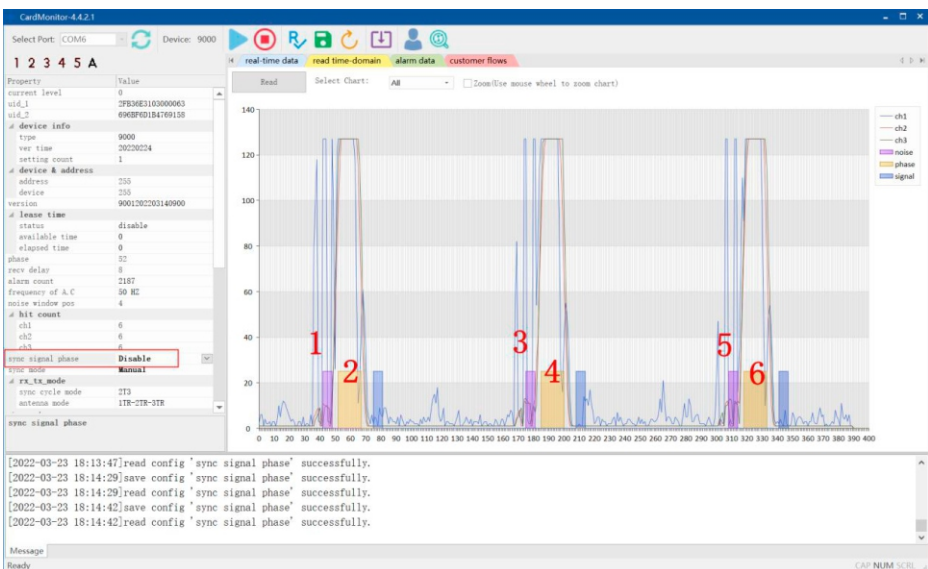 CardMonitor-4.4.2.1
Select Port: COM6 Device: 9000
1 2 3 4 5 A
real-time data read time-domain alarm data customer flows
Property Value
current level 0
uid_1 2FB36E3103000063
uid_2 696BF6D1B4769158
device info
type 9000
ver time 20220224
setting count 1
device & address
address 255
device 255
version 9001202203140900
lease time
status disable
available time 0
elapsed time 0
phase 52
recv delay 8
alarm count 2187
frequency of A.C 50 HZ
noise window pos 4
hit count
ch1 6
ch2 6
ch3 6
sync signal phase Disable
sync mode Manual
rx_tx_mode
sync cycle mode 2T3
antenna mode 1TR-2TR-3TR
sync signal phase
Read Select Chart: All Zoom(Use mouse wheel to zoom chart)
140
120
100
80
60
40
20
0
1 2 3 4 5 6
0 10 20 30 40 50 60 70 80 90 100 110 120 130 140 150 160 170 180 190 200 210 220 230 240 250 260 270 280 290 300 310 320 330 340 350 360 370 380 390 400
ch1
ch2
ch3
noise
phase
signal
[2022-03-23 18:13:47]read config 'sync signal phase' successfully.
[2022-03-23 18:14:29]save config 'sync signal phase' successfully.
[2022-03-23 18:14:29]read config 'sync signal phase' successfully.
[2022-03-23 18:14:42]save config 'sync signal phase' successfully.
[2022-03-23 18:14:42]read config 'sync signal phase' successfully.
Message
Ready CAP NUM SCRL